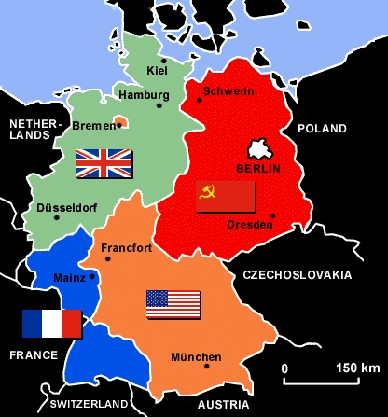 Kiel
Hamburg
Schwerin
NETHER-
LANDS
Bremen
POLAND
BERLIN
Düsseldorf
Dresden
Francfort
Mainz
CZECHOSLOVAKIA
FRANCE
München
0 150 km
SWITZERLAND
AUSTRIA